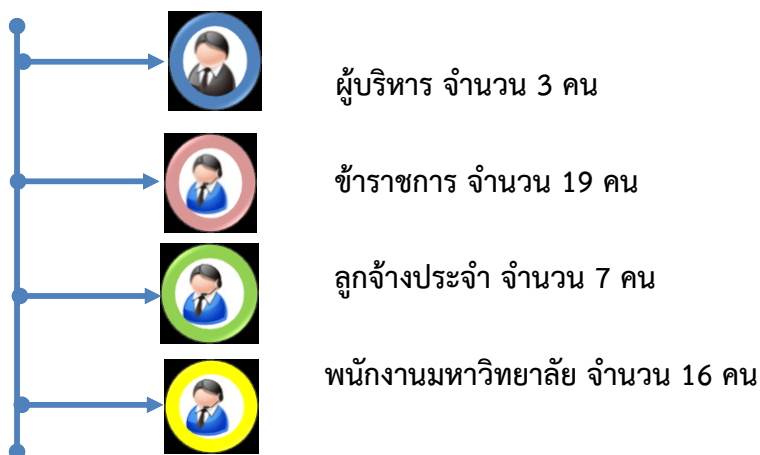 ผู้บริหาร จำนวน 3 คน
ข้าราชการ จำนวน 19 คน
ลูกจ้างประจำ จำนวน 7 คน
พนักงานมหาวิทยาลัย จำนวน 16 คน